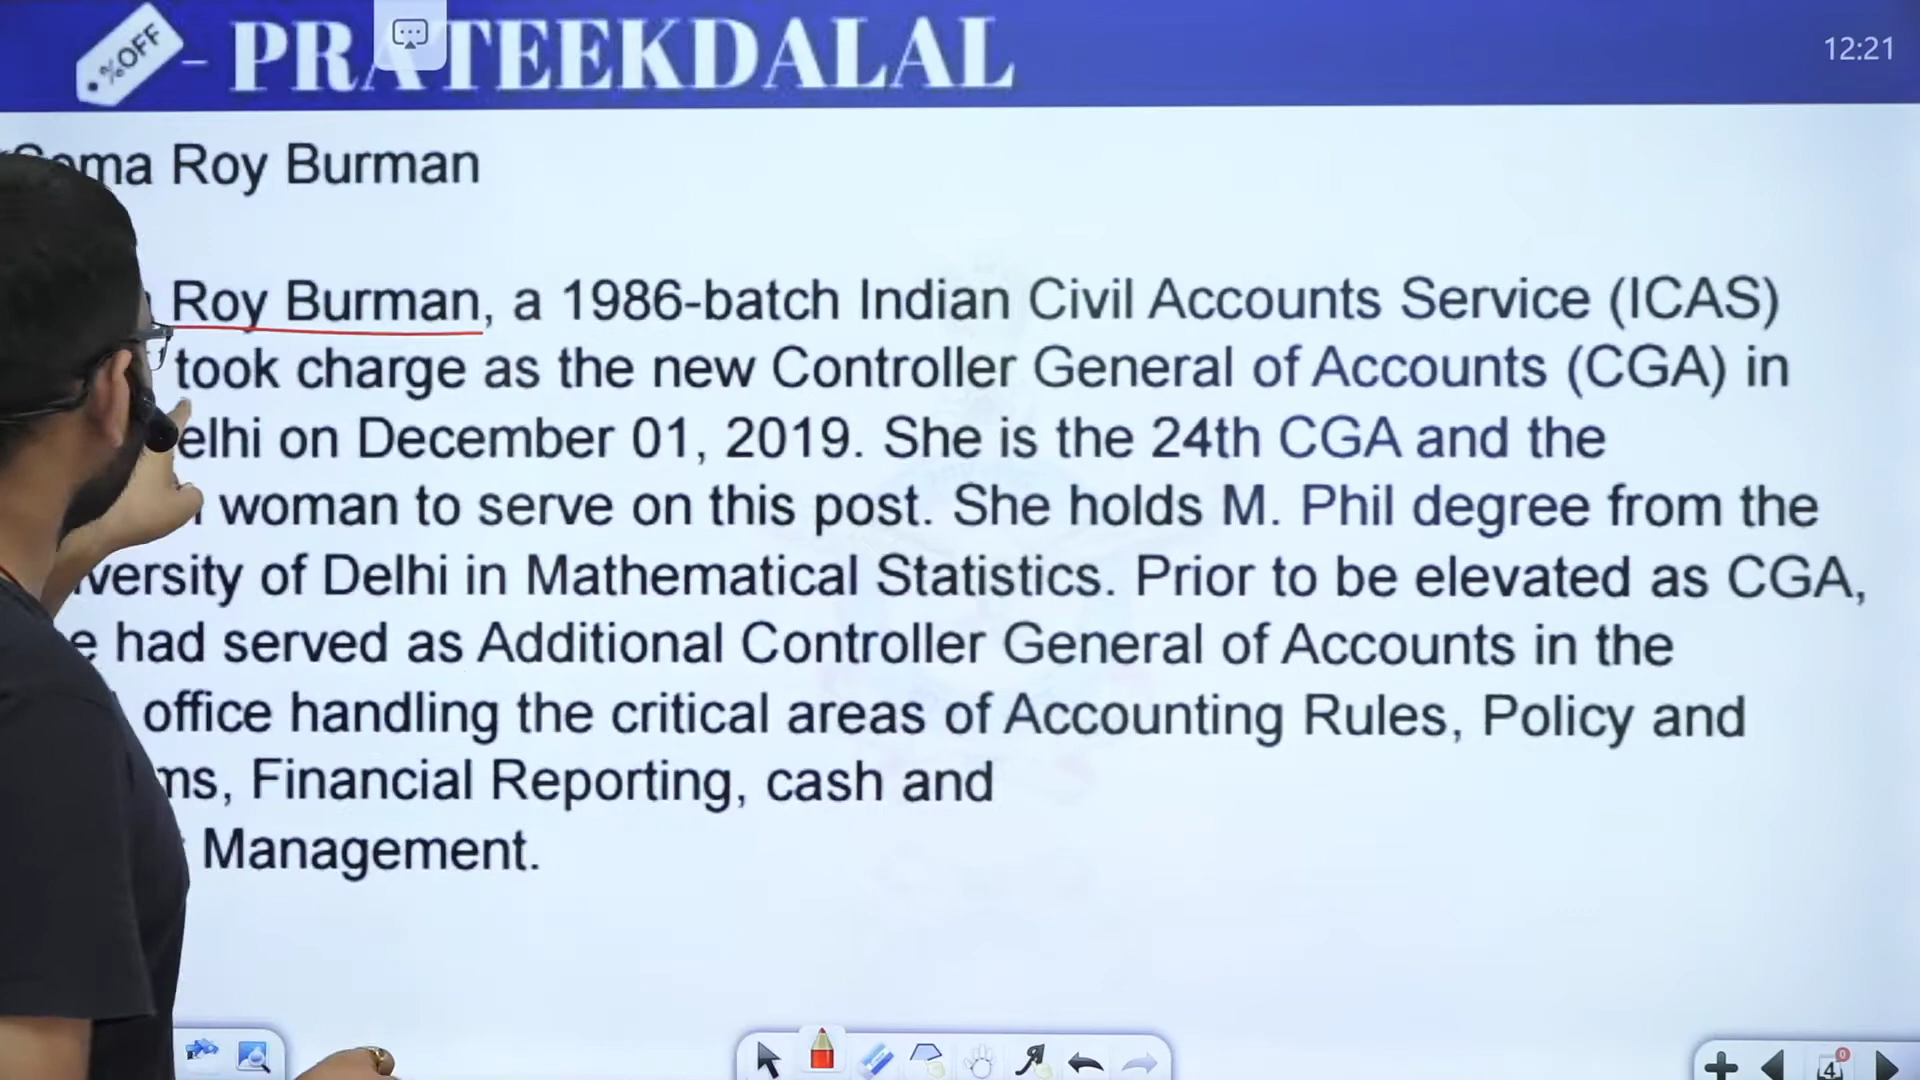 %OFF - PRATEEKDALAL
12:21
Soma Roy Burman
Roy Burman, a 1986-batch Indian Civil Accounts Service (ICAS)
took charge as the new Controller General of Accounts (CGA) in
elhi on December 01, 2019. She is the 24th CGA and the
woman to serve on this post. She holds M. Phil degree from the
versity of Delhi in Mathematical Statistics. Prior to be elevated as CGA,
e had served as Additional Controller General of Accounts in the
office handling the critical areas of Accounting Rules, Policy and
ms, Financial Reporting, cash and
Management.
4
0